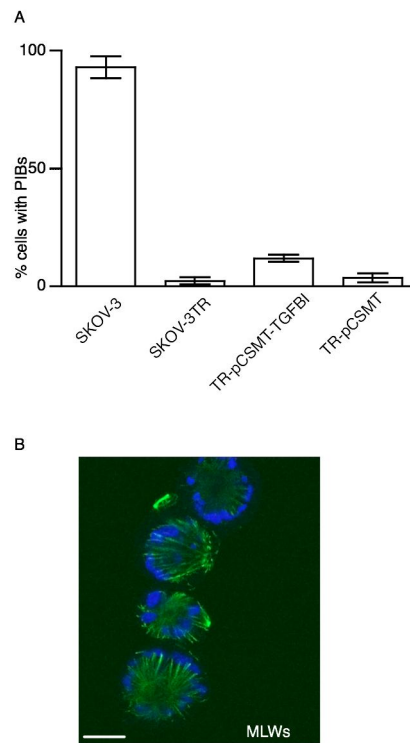 A
100
50
0
% cells with PIBs
SKOV-3
SKOV-3TR
TR-pCSMT-TGFBI
TR-pCSMT
B
MLWs